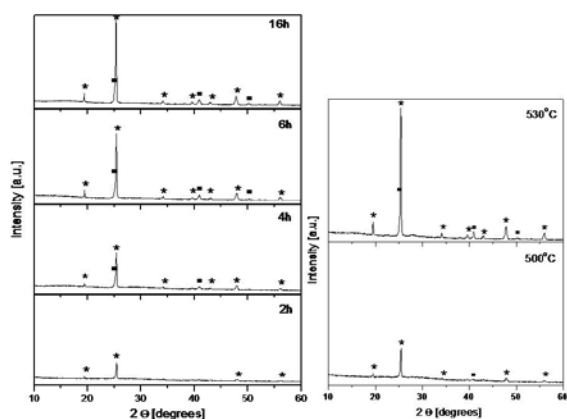 16h
6h
4h
2h
Intensity [a.u.]
10 20 30 40 50 60
2 Θ [degrees]
530°C
500°C
Intensity [a.u.]
10 20 30 40 50 60
2 Θ [degrees]